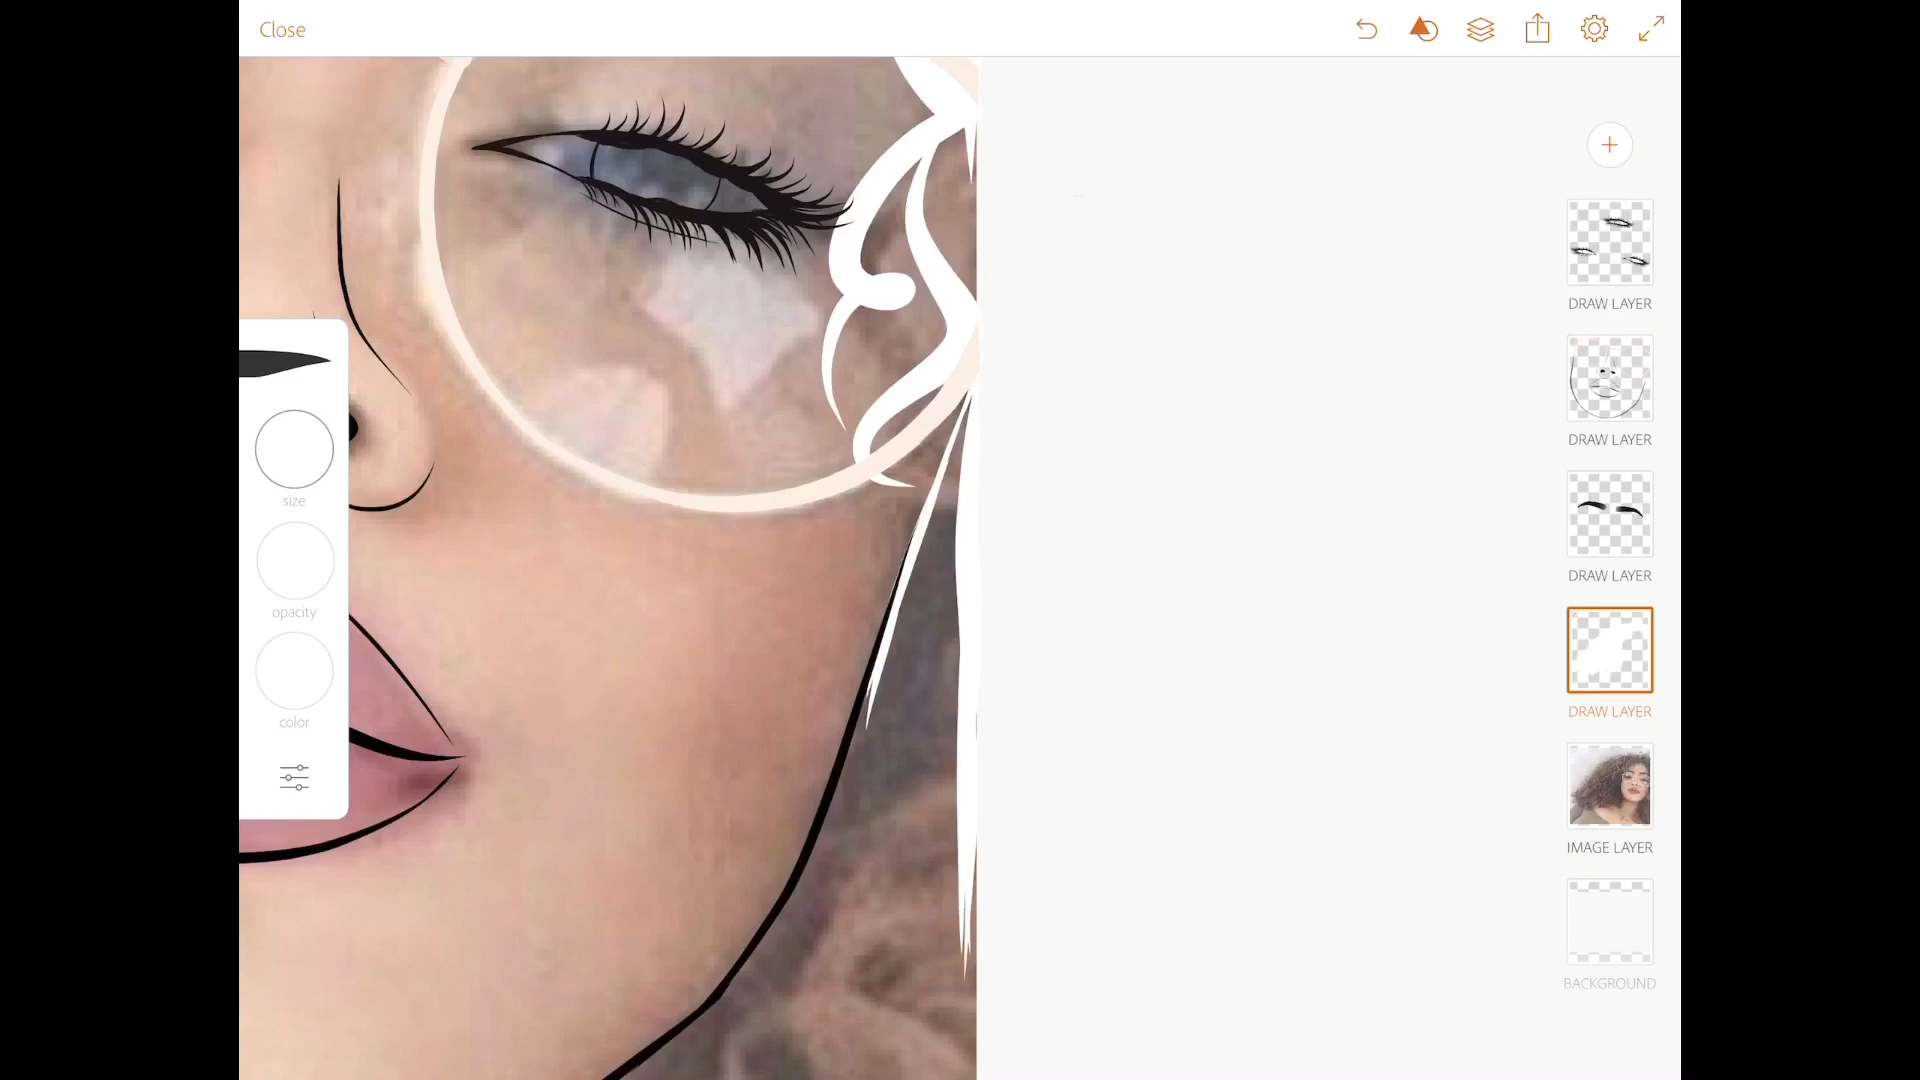 Close
size
opacity
color
DRAW LAYER
DRAW LAYER
DRAW LAYER
DRAW LAYER
IMAGE LAYER
BACKGROUND